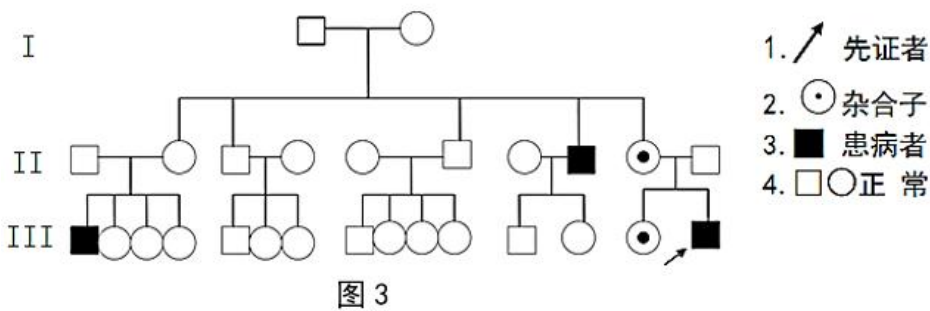 I
II
III
1. 先证者
2. 杂合子
3. 患病者
4. 正 常
图 3